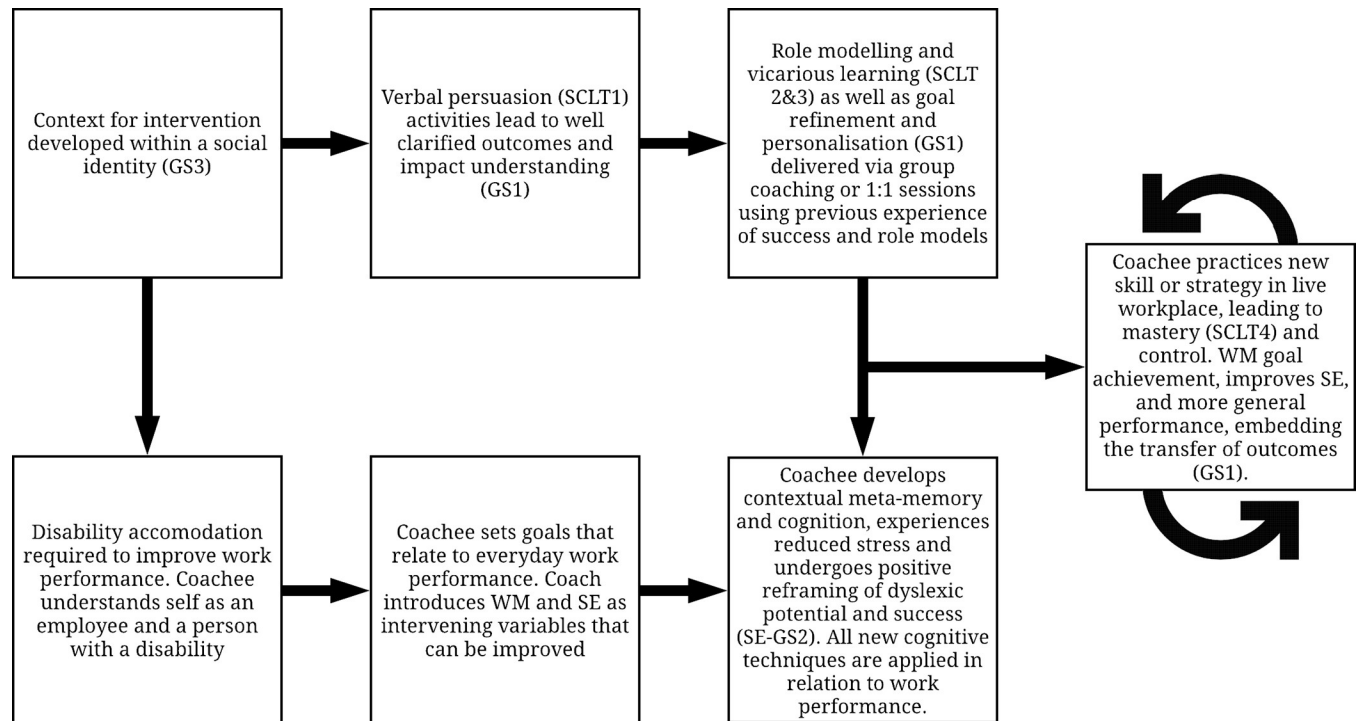 Context for intervention
developed within a social
identity (GS3)
Verbal persuasion (SCLT1)
activities lead to well
clarified outcomes and
impact understanding
(GS1)
Role modelling and
vicarious learning (SCLT
2&3) as well as goal
refinement and
personalisation (GS1)
delivered via group
coaching or 1:1 sessions
using previous experience
of success and role models
Coachee practices new
skill or strategy in live
workplace, leading to
mastery (SCLT4) and
control. WM goal
achievement, improves SE,
and more general
performance, embedding
the transfer of outcomes
(GS1).
Disability accomodation
required to improve work
performance. Coachee
understands self as an
employee and a person
with a disability
Coachee sets goals that
relate to everyday work
performance. Coach
introduces WM and SE as
intervening variables that
can be improved
Coachee develops
contextual meta-memory
and cognition, experiences
reduced stress and
undergoes positive
reframing of dyslexic
potential and success
(SE-GS2). All new cognitive
techniques are applied in
relation to work
performance.